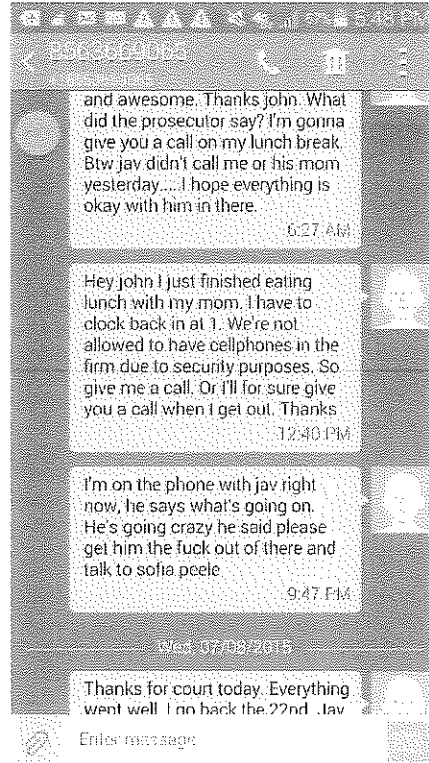 6:48 PM
and awesome. Thanks john. What
did the prosecutor say? I'm gonna
give you a call on my lunch break.
Btw jav didn't call me or his mom
yesterday.....I hope everything is
okay with him in there.
6:27 AM
Hey john I just finished eating
lunch with my mom. I have to
clock back in at 1. We're not
allowed to have cellphones in the
firm due to security purposes. So
give me a call. Or I'll for sure give
you a call when I get out. Thanks
12:40 PM
I'm on the phone with jav right
now, he says what's going on.
He's going crazy he said please
get him the fuck out of there and
talk to sofia peele
9:47 PM
Wed, 07/08/2015
Thanks for court today. Everything
went well. I go back the 22nd. Jav
Enter message